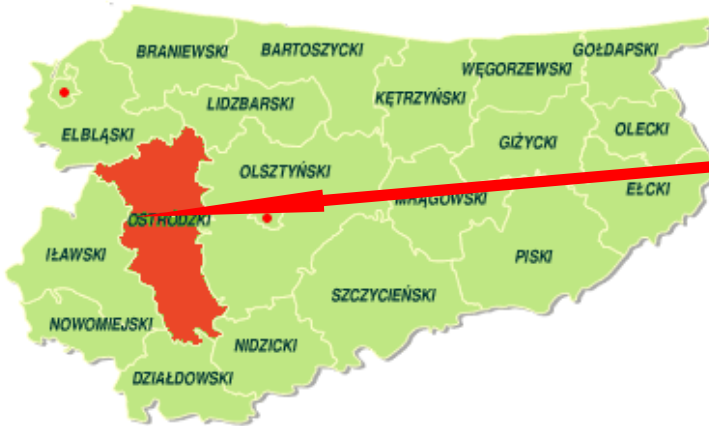 GOŁDAPSKI
BRANIEWSKI
BARTOSZYCKI
WĘGORZEWSKI
LIDZBARSKI
KĘTRZYŃSKI
ELBLĄSKI
GIŻYCKI
OLECKI
OLSZTYŃSKI
EŁCKI
MRĄGOWSKI
OSTRÓDZKI
IŁAWSKI
PISKI
SZCZYCIEŃSKI
NOWOMIEJSKI
NIDZICKI
DZIAŁDOWSKI